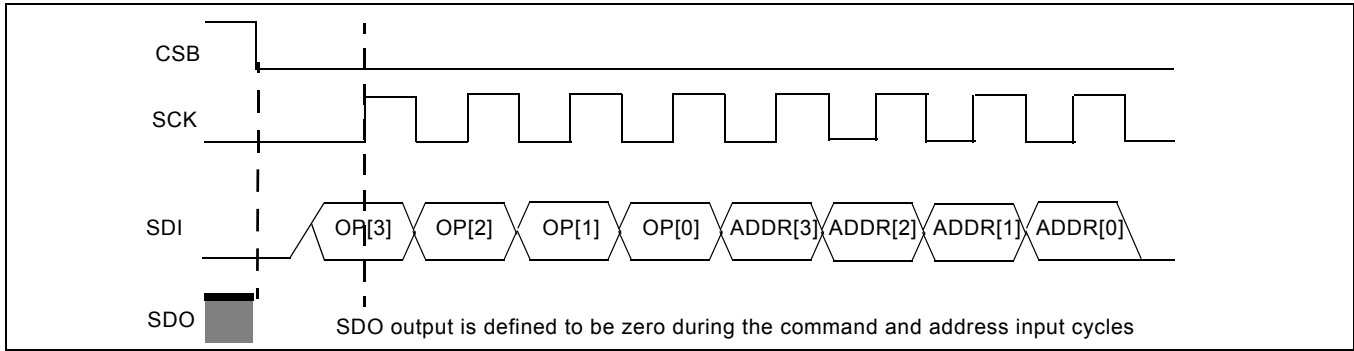 CSB
SCK
SDI
OP[3] OP[2] OP[1] OP[0] ADDR[3] ADDR[2] ADDR[1] ADDR[0]
SDO
SDO output is defined to be zero during the command and address input cycles